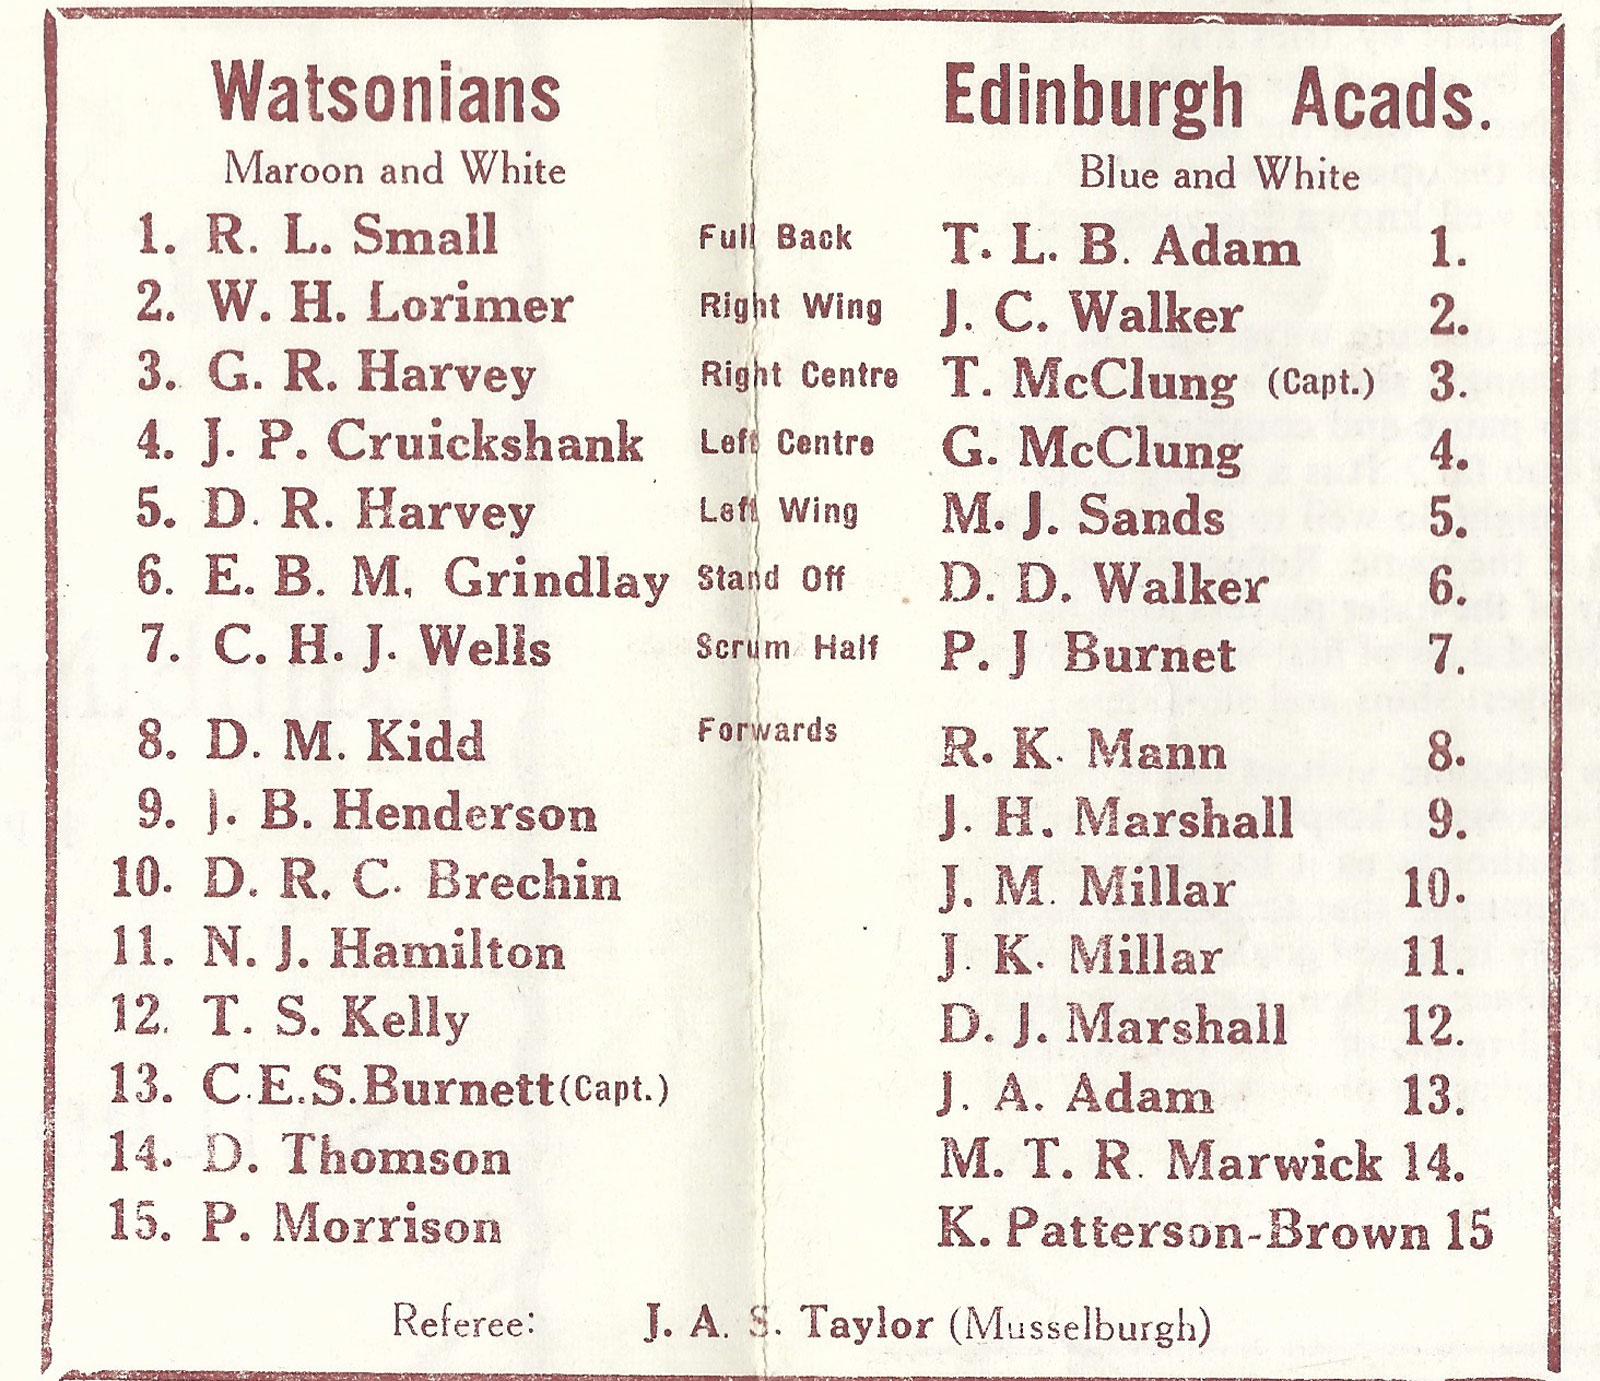 Watsonians Edinburgh Acads.
Maroon and White Blue and White
1. R. L. Small Full Back T. L. B. Adam 1.
2. W. H. Lorimer Right Wing J. C. Walker 2.
3. G. R. Harvey Right Centre T. McClung (Capt.) 3.
4. J. P. Cruickshank Left Centre G. McClung 4.
5. D. R. Harvey Left Wing M. J. Sands 5.
6. E. B. M. Grindlay Stand Off D. D. Walker 6.
7. C. H. J. Wells Scrum Half P. J Burnet 7.
8. D. M. Kidd Forwards R. K. Mann 8.
9. J. B. Henderson J. H. Marshall 9.
10. D. R. C. Brechin J. M. Millar 10.
11. N. J. Hamilton J. K. Millar 11.
12. T. S. Kelly D. J. Marshall 12.
13. C.E.S.Burnett (Capt.) J. A. Adam 13.
14. D. Thomson M. T. R. Marwick 14.
15. P. Morrison K. Patterson-Brown 15
Referee: J. A. S. Taylor (Musselburgh)